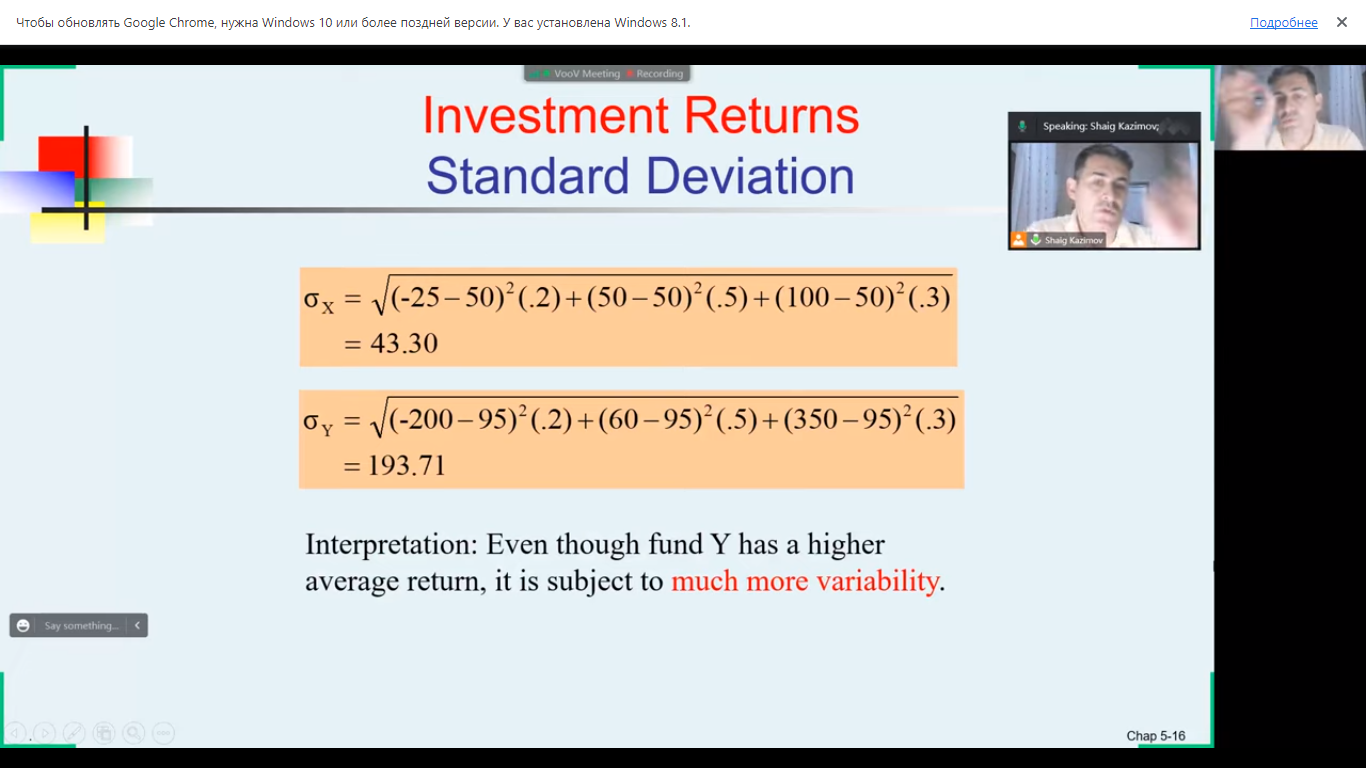 Чтобы обновлять Google Chrome, нужна Windows 10 или более поздней версии. У вас установлена Windows 8.1.
Подробнее
VooV Meeting Recording
Investment Returns
Standard Deviation
Speaking: Shaig Kazimov;
Shaig Kazimov
σX = √(-25 – 50)²(.2) + (50 – 50)²(.5) + (100 – 50)²(.3)
= 43.30
σY = √(-200 – 95)²(.2) + (60 – 95)²(.5) + (350 – 95)²(.3)
= 193.71
Interpretation: Even though fund Y has a higher
average return, it is subject to much more variability.
Say something...
Chap 5-16